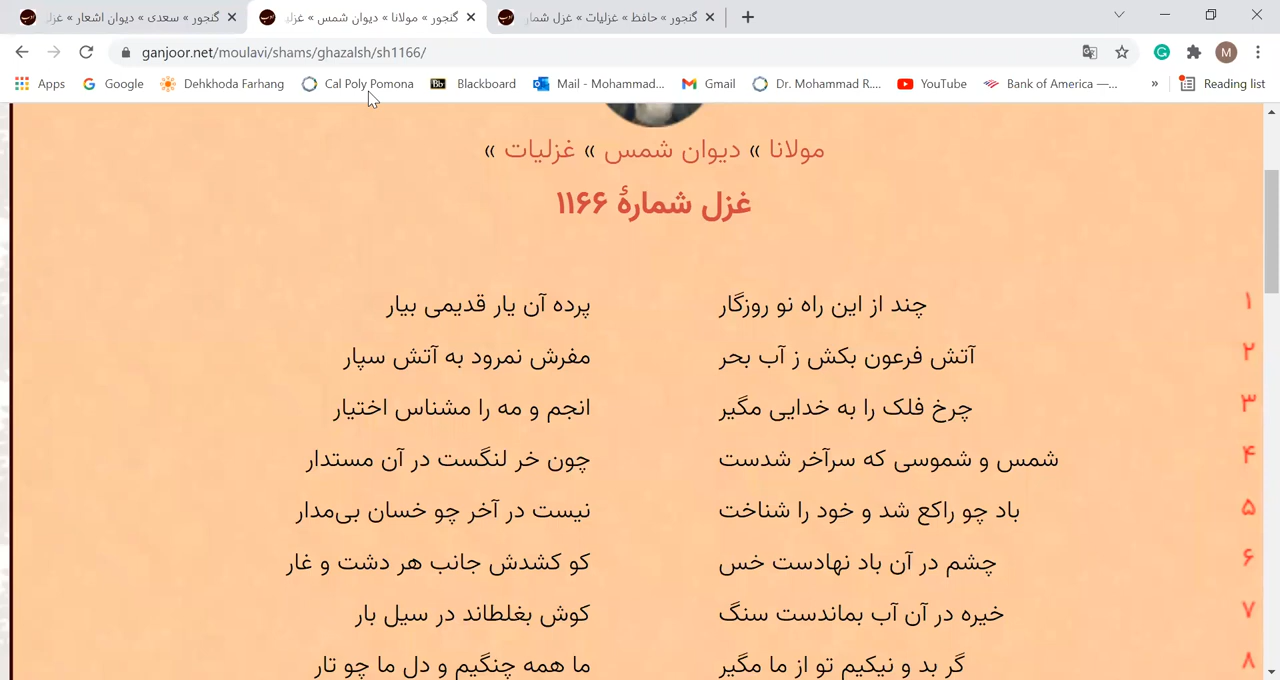 گنجور » سعدی » دیوان اشعار » غزل
گنجور » مولانا » دیوان شمس » غزلی
گنجور » حافظ » غزلیات » غزل شمار
ganjoor.net/moulavi/shams/ghazalsh/sh1166/
M
Apps Google Dehkhoda Farhang Cal Poly Pomona Bb Blackboard Mail - Mohammad... Gmail Dr. Mohammad R.... YouTube Bank of America —... » Reading list
مولانا » دیوان شمس » غزلیات »
غزل شمارهٔ ۱۱۶۶
۱ چند از این راه نو روزگار پرده آن یار قدیمی بیار
۲ آتش فرعون بکش ز آب بحر مفرش نمرود به آتش سپار
۳ چرخ فلک را به خدایی مگیر انجم و مه را مشناس اختیار
۴ شمس و شموسی که سرآخر شدست چون خر لنگست در آن مستدار
۵ باد چو راکع شد و خود را شناخت نیست در آخر چو خسان بی‌مدار
۶ چشم در آن باد نهادست خس کو کشدش جانب هر دشت و غار
۷ خیره در آن آب بماندست سنگ کوش بغلطاند در سیل بار
۸ گر بد و نیکیم تو از ما مگیر ما همه چنگیم و دل ما چو تار